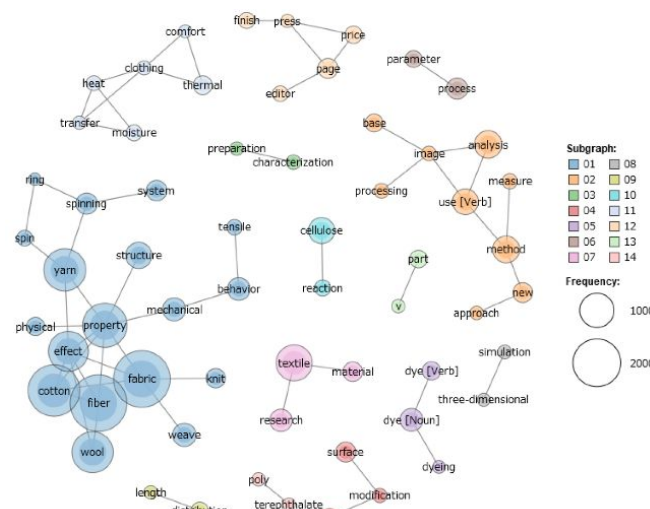 comfort
finish
press
price
clothing
page
parameter
heat
thermal
editor
process
transfer
moisture
base
preparation
image
analysis
characterization
ring
system
processing
measure
spinning
use [Verb]
tensile
cellulose
spin
structure
part
method
yarn
behavior
reaction
new
physical
property
mechanical
v
approach
effect
simulation
textile
material
dye [Verb]
cotton
fabric
knit
fiber
three-dimensional
research
dye [Noun]
weave
wool
surface
dyeing
poly
length
modification
terephthalate
Subgraph:
01 08
02 09
03 10
04 11
05 12
06 13
07 14
Frequency:
1000
2000